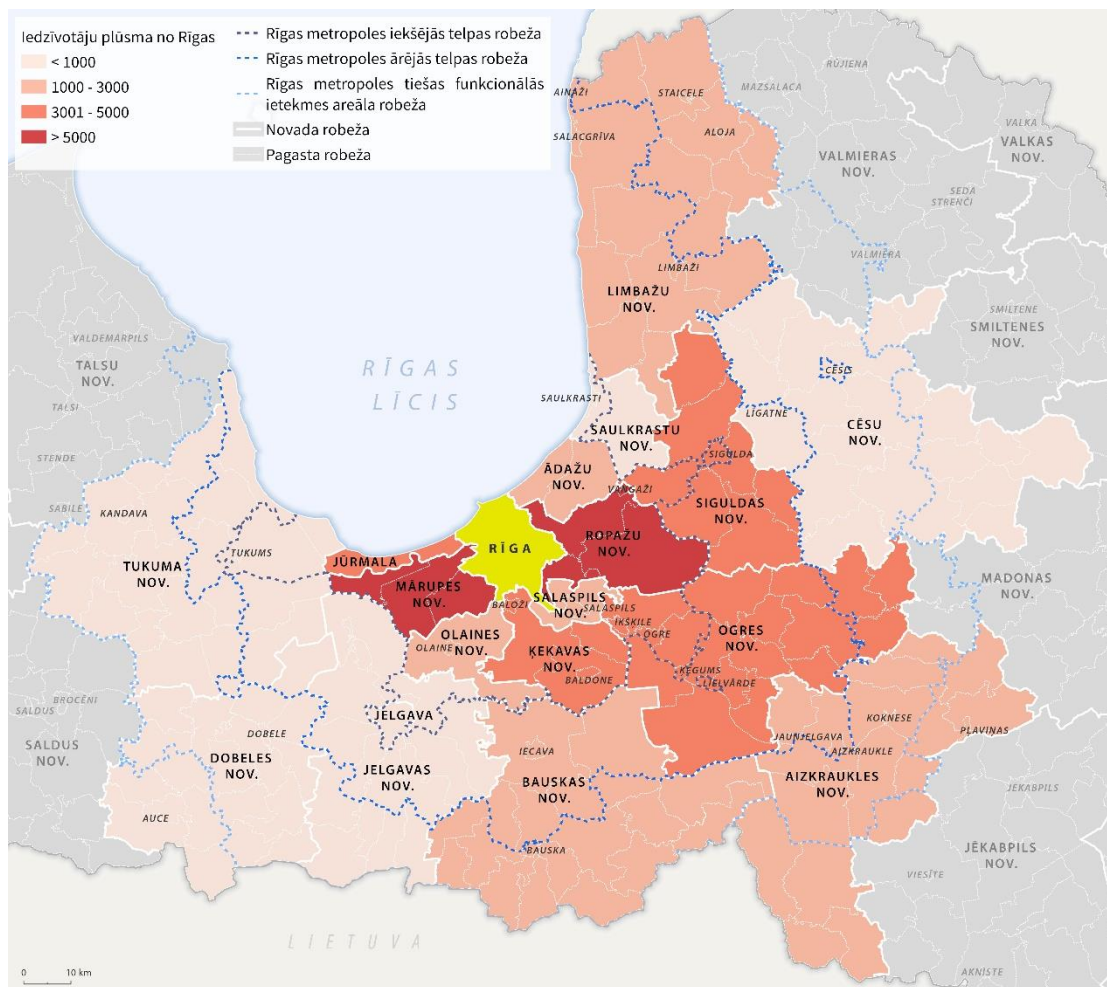 Iedzīvotāju plūsma no Rīgas
< 1000
1000 - 3000
3001 - 5000
> 5000
Rīgas metropoles iekšējās telpas robeža
Rīgas metropoles ārējās telpas robeža
Rīgas metropoles tiešas funkcionālās
ietekmes areāla robeža
Novada robeža
Pagasta robeža
AINAŽI
STAICELE
MAZSALACA
RŪJIENA
SALACGRĪVA
ALOJA
VALKA
VALKAS
NOV.
VALMIERAS
NOV.
SEDA
STRENČI
VALMIERA
LIMBAŽI
LIMBAŽU
NOV.
SMILTENE
SMILTENES
NOV.
VALDEMĀRPILS
TALSU
NOV.
TALSI
STENDE
SABILE
RĪGAS
LĪCIS
SAULKRASTI
SAULKRASTU
NOV.
CĒSIS
LĪGATNE
CĒSU
NOV.
SIGULDA
ĀDAŽU
NOV.
VANGAŽI
SIGULDAS
NOV.
KANDAVA
TUKUMS
TUKUMA
NOV.
RĪGA
ROPAŽU
NOV.
JŪRMALA
MĀRUPES
NOV.
MADONAS
NOV.
SALASPILS
NOV.
BALOŽI
SALASPILS
IKŠĶILE
OGRE
OGRES
NOV.
OLAINES
NOV.
OLAINE
ĶEKAVAS
NOV.
BALDONE
ĶEGUMS
LIELVĀRDE
BROCĒNI
SALDUS
SALDUS
NOV.
DOBELE
DOBELES
NOV.
JELGAVA
JELGAVAS
NOV.
IECAVA
BAUSKAS
NOV.
JAUNJELGAVA
KOKNESE
PĻAVIŅAS
AIZKRAUKLE
AIZKRAUKLES
NOV.
JĒKABPILS
JĒKABPILS
NOV.
AUCE
BAUSKA
VIESĪTE
LIETUVA
AKNĪSTE
0 10 km